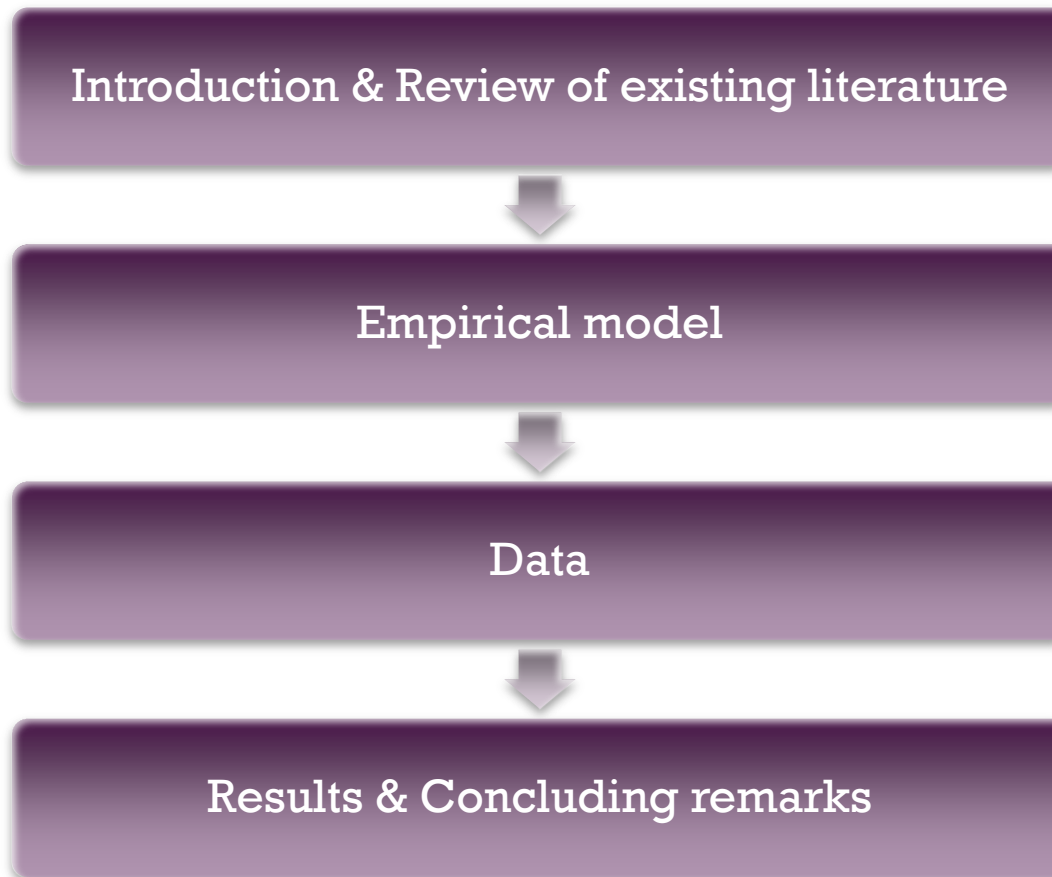 Introduction & Review of existing literature
Empirical model
Data
Results & Concluding remarks